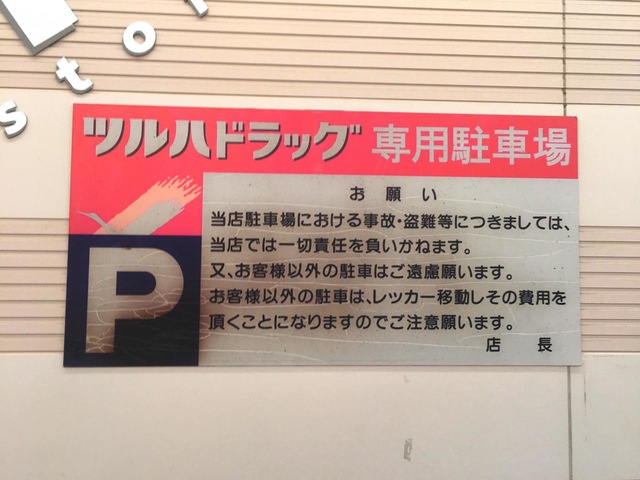 sto
ツルハドラッグ 専用駐車場
お願い
当店駐車場における事故・盗難等につきましては、
当店では一切責任を負いかねます。
又、お客様以外の駐車はご遠慮願います。
お客様以外の駐車は、レッカー移動しその費用を
頂くことになりますのでご注意願います。
店 長
P